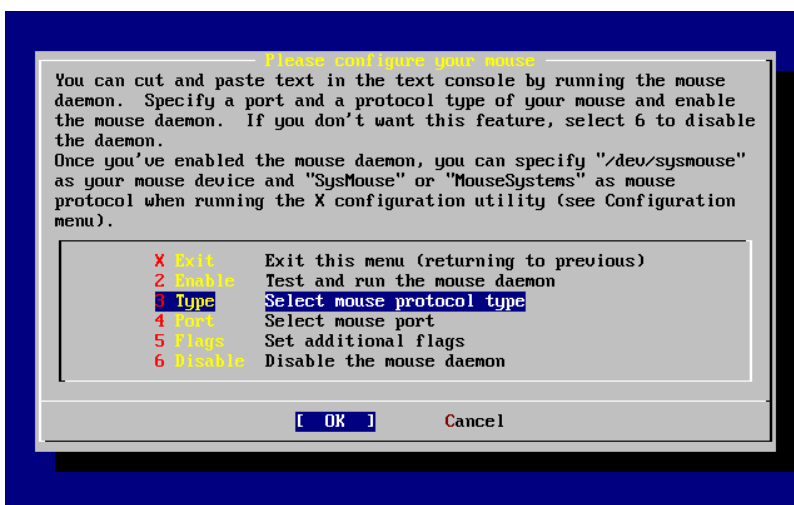 Please configure your mouse
You can cut and paste text in the text console by running the mouse
daemon.  Specify a port and a protocol type of your mouse and enable
the mouse daemon.  If you don't want this feature, select 6 to disable
the daemon.
Once you've enabled the mouse daemon, you can specify "/dev/sysmouse"
as your mouse device and "SysMouse" or "MouseSystems" as mouse
protocol when running the X configuration utility (see Configuration
menu).
X Exit Exit this menu (returning to previous)
2 Enable Test and run the mouse daemon
3 Type Select mouse protocol type
4 Port Select mouse port
5 Flags Set additional flags
6 Disable Disable the mouse daemon
[ OK ] Cancel